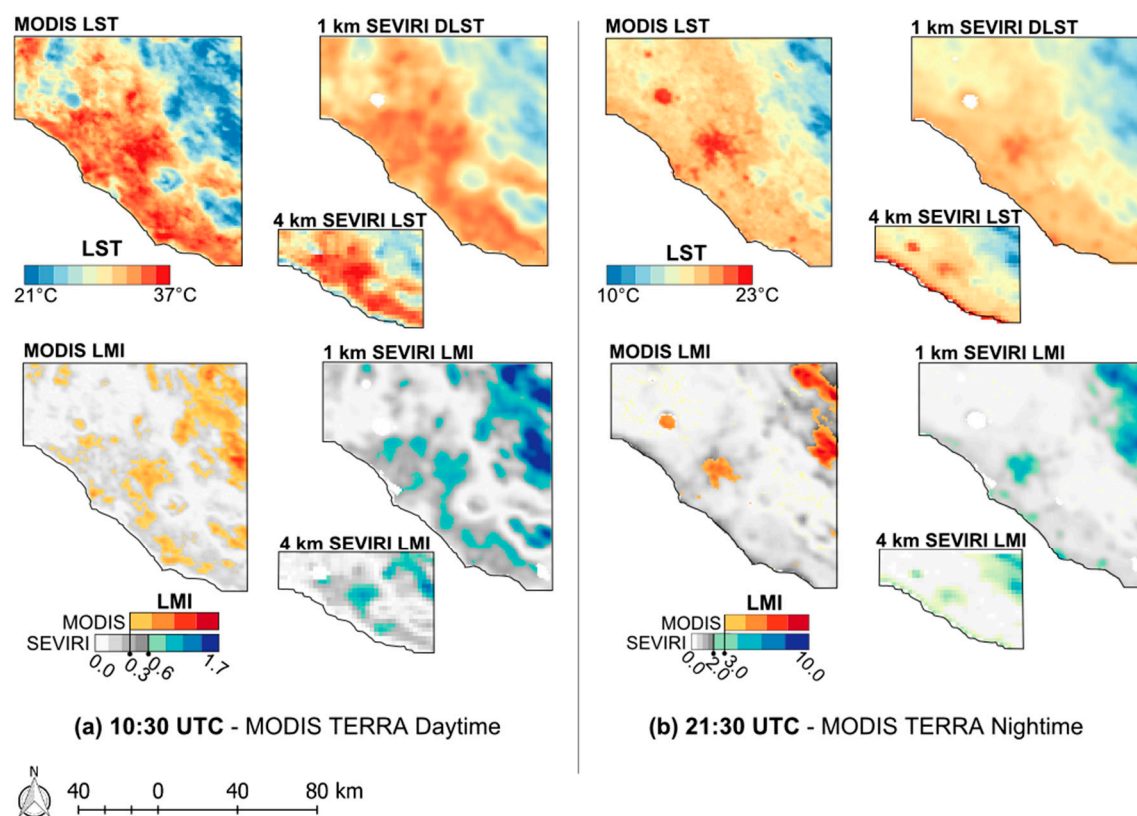 MODIS LST
1 km SEVIRI DLST
4 km SEVIRI LST
LST
21°C 37°C
MODIS LMI
1 km SEVIRI LMI
4 km SEVIRI LMI
LMI
MODIS
SEVIRI
0.0 0.3 0.6 1.7
(a) 10:30 UTC - MODIS TERRA Daytime
MODIS LST
1 km SEVIRI DLST
4 km SEVIRI LST
LST
10°C 23°C
MODIS LMI
1 km SEVIRI LMI
4 km SEVIRI LMI
LMI
MODIS
SEVIRI
0.0 2.0 3.0 10.0
(b) 21:30 UTC - MODIS TERRA Nightime
N
40 0 40 80 km